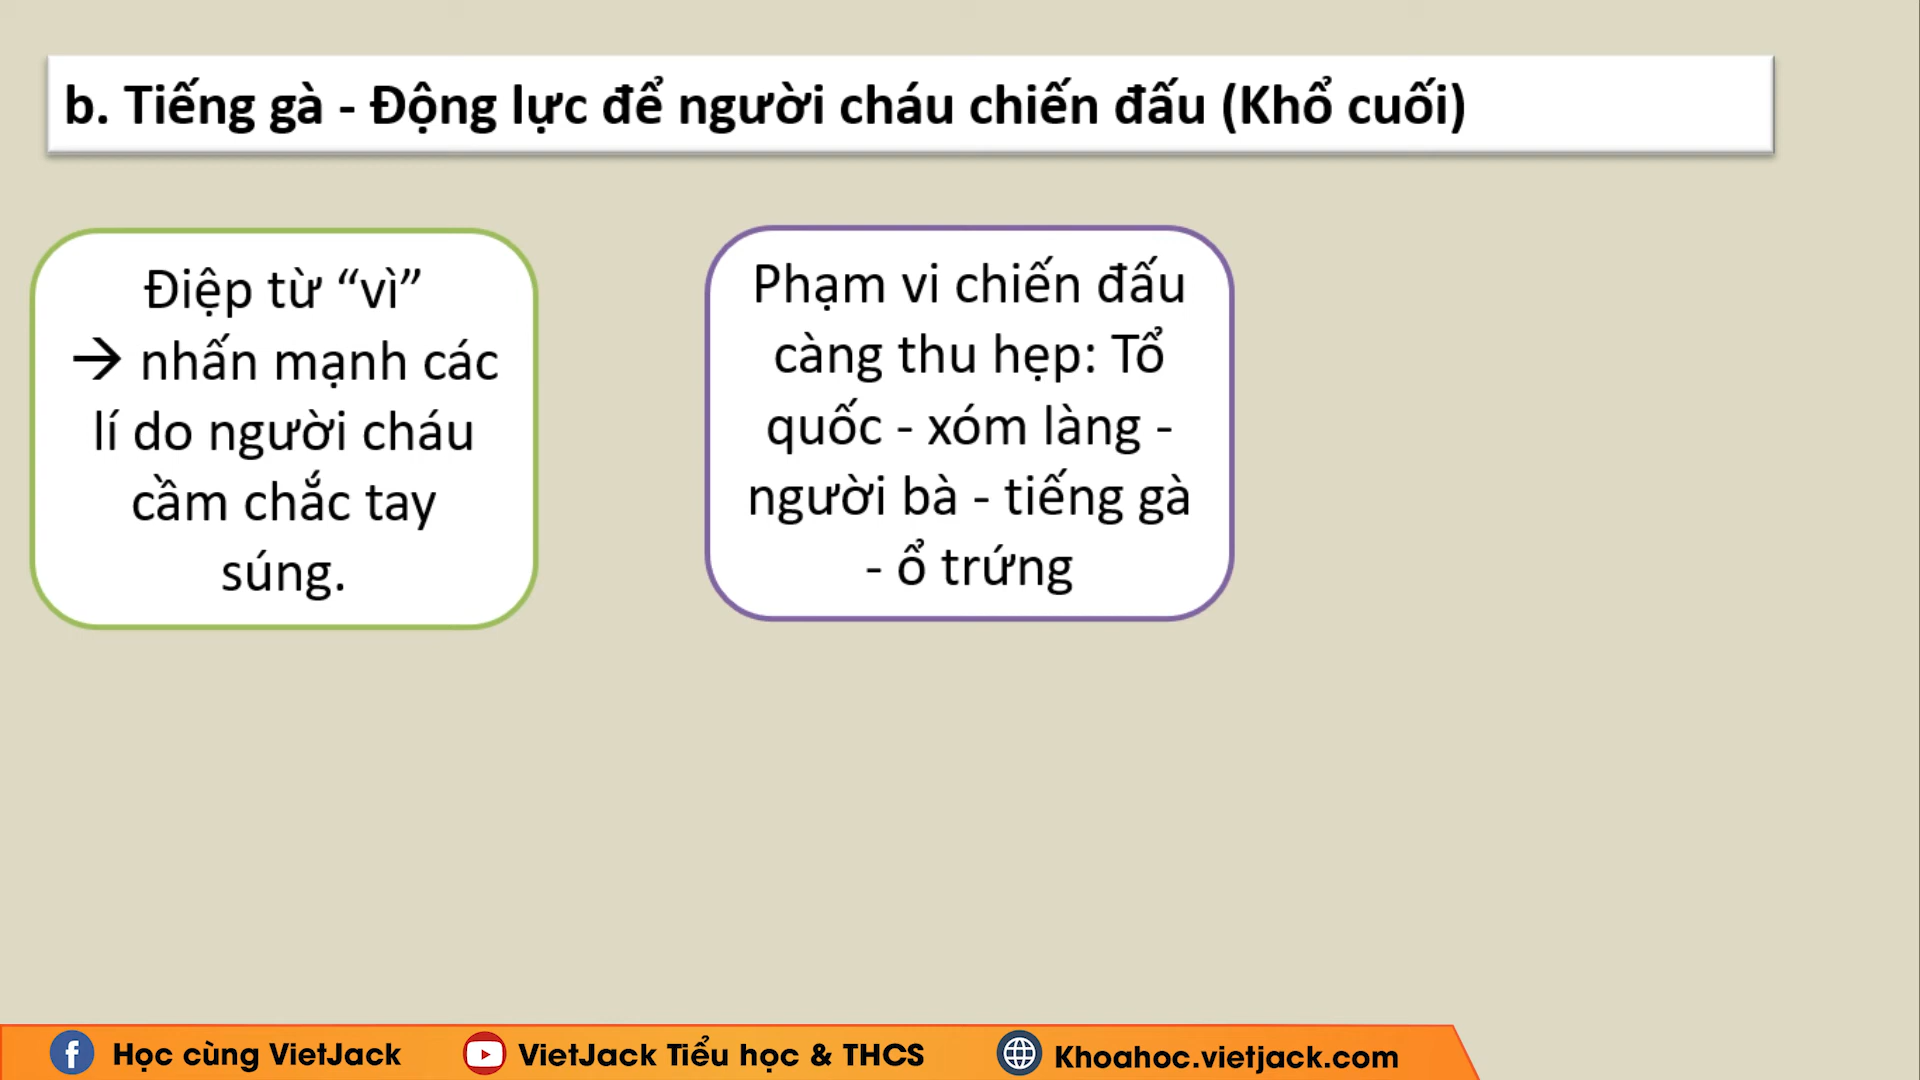 b. Tiếng gà - Động lực để người cháu chiến đấu (Khổ cuối)
Điệp từ “vì”
→ nhấn mạnh các
lí do người cháu
cầm chắc tay
súng.
Phạm vi chiến đấu
càng thu hẹp: Tổ
quốc - xóm làng -
người bà - tiếng gà
- ổ trứng
Học cùng VietJack
VietJack Tiểu học & THCS
Khoahoc.vietjack.com